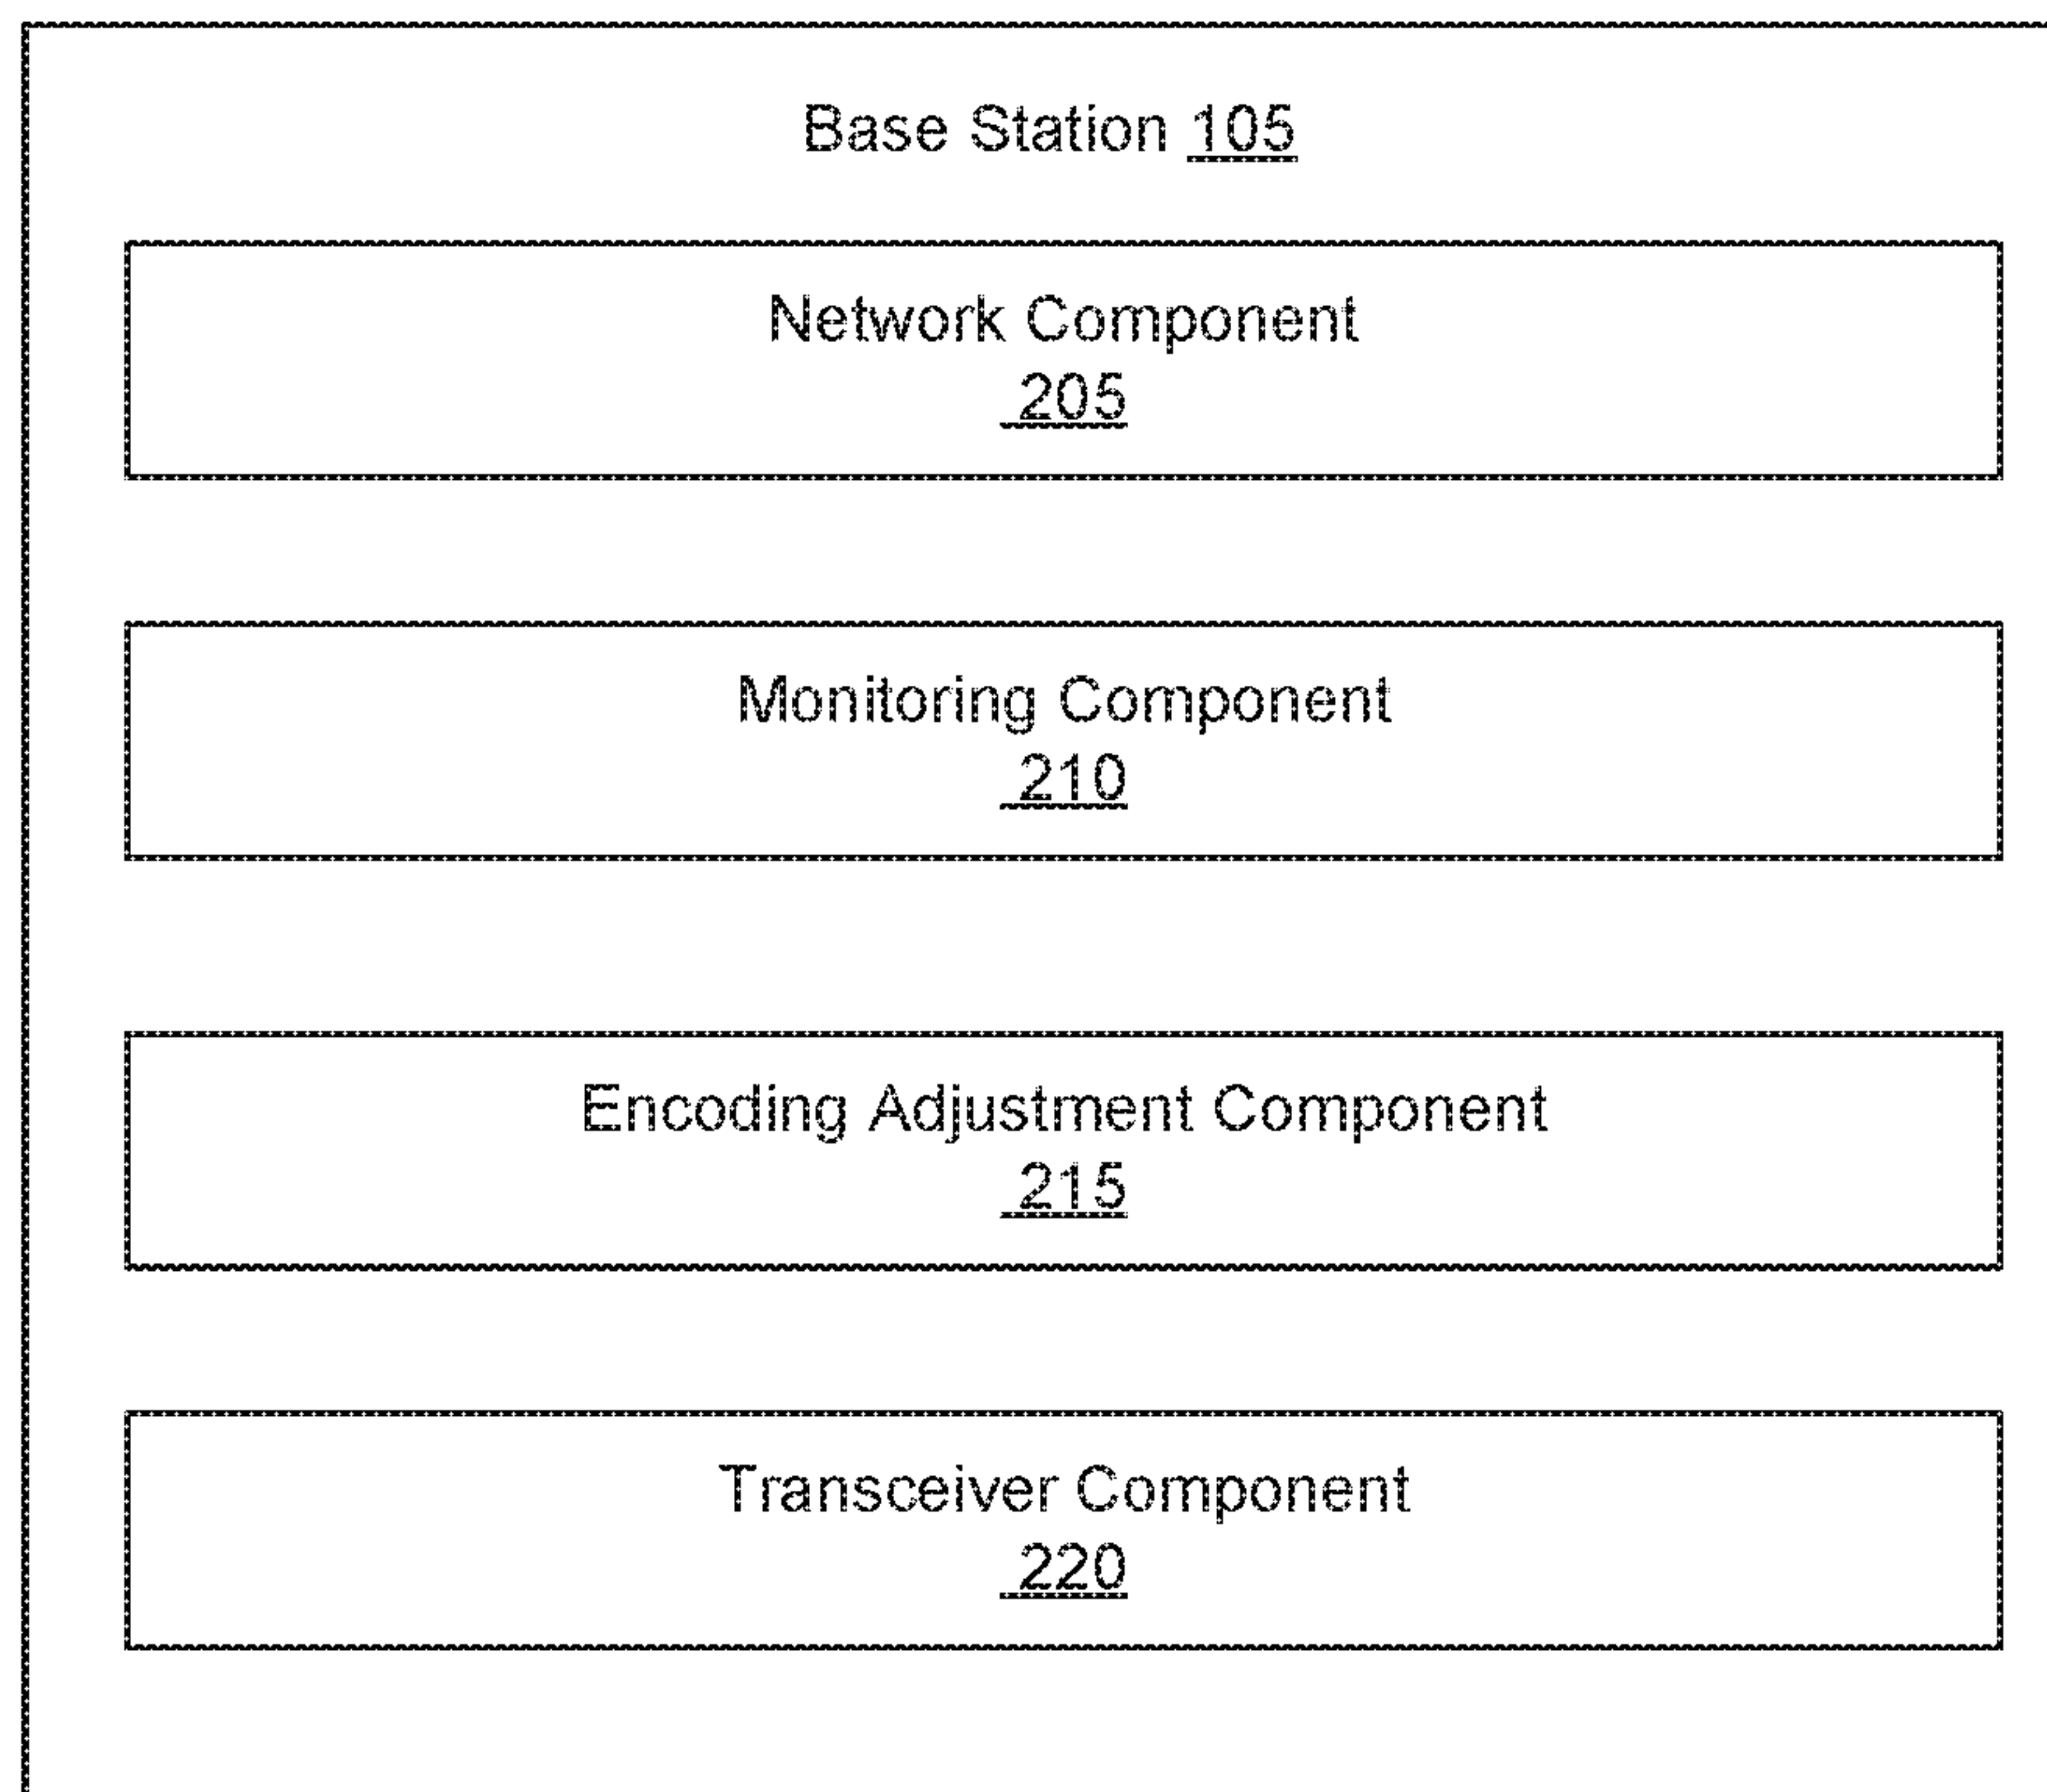 Base Station 105
Network Component
205
Monitoring Component
210
Encoding Adjustment Component
215
Transceiver Component
220